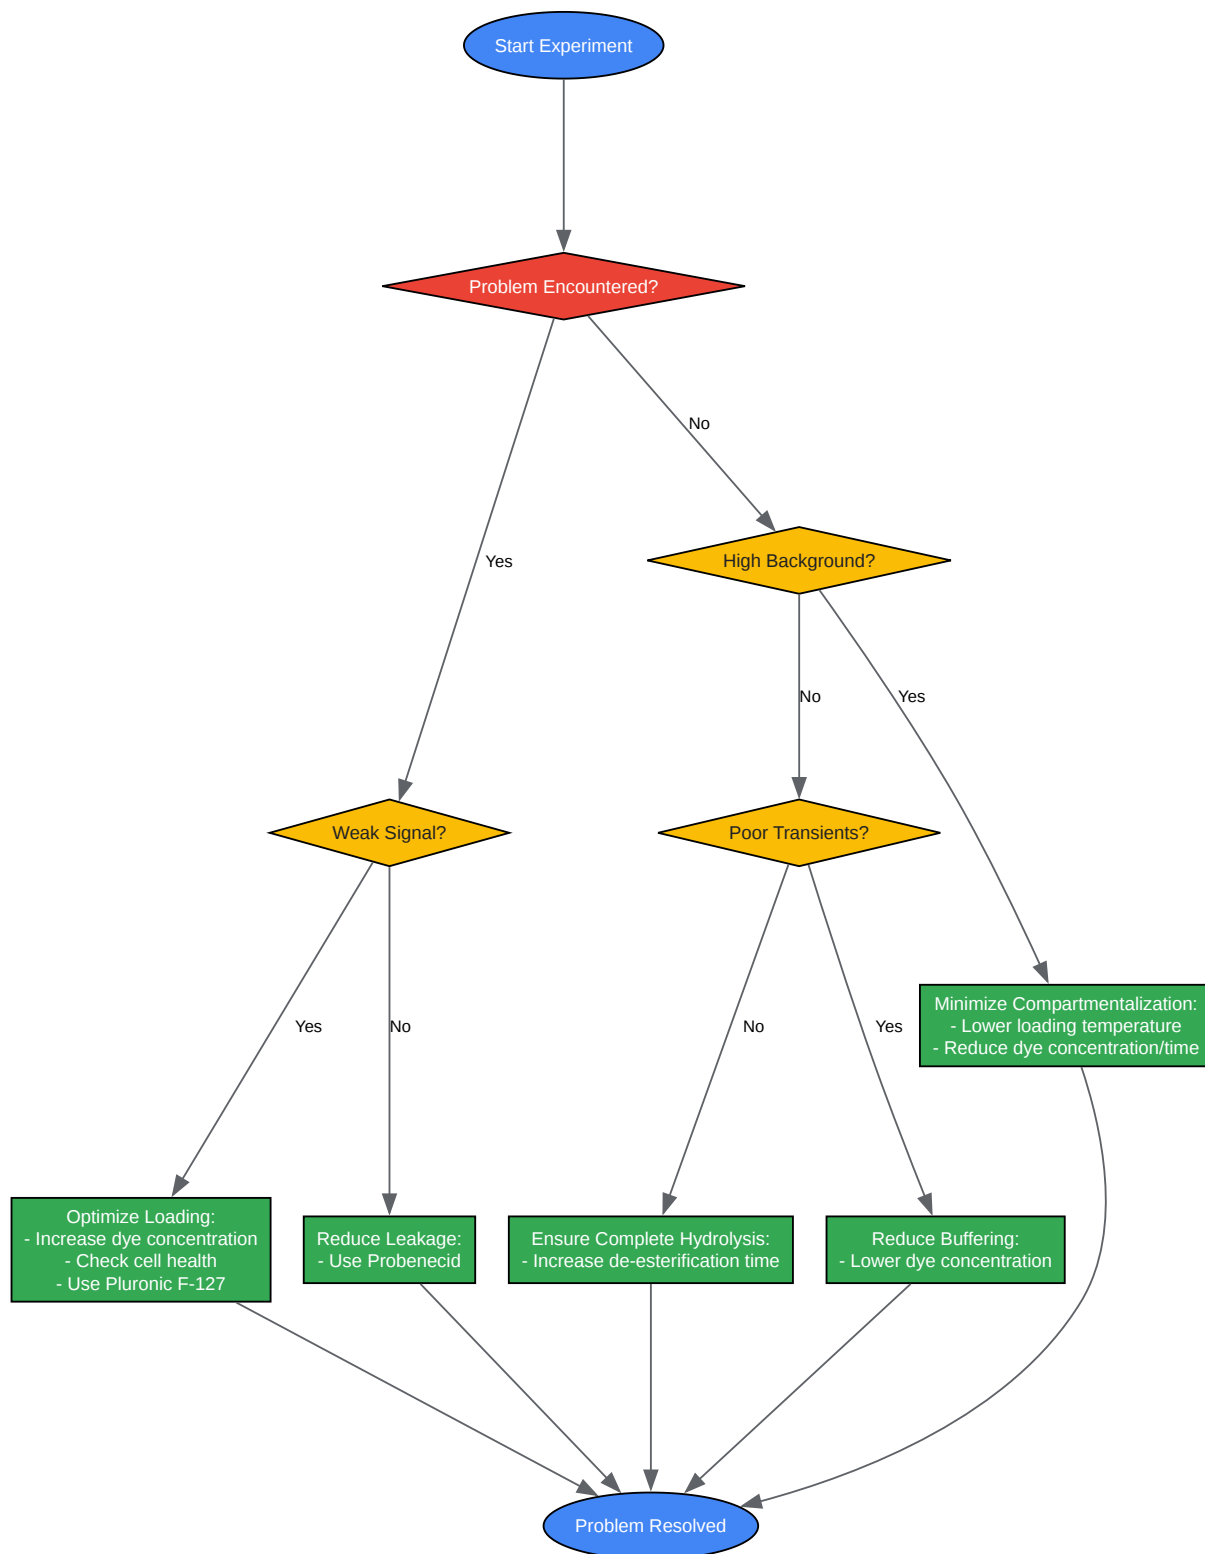 Start Experiment
Problem Encountered?
No
Yes
High Background?
No
Yes
Weak Signal?
Poor Transients?
Yes
No
No
Yes
Minimize Compartmentalization:
- Lower loading temperature
- Reduce dye concentration/time
Optimize Loading:
- Increase dye concentration
- Check cell health
- Use Pluronic F-127
Reduce Leakage:
- Use Probenecid
Ensure Complete Hydrolysis:
- Increase de-esterification time
Reduce Buffering:
- Lower dye concentration
Problem Resolved